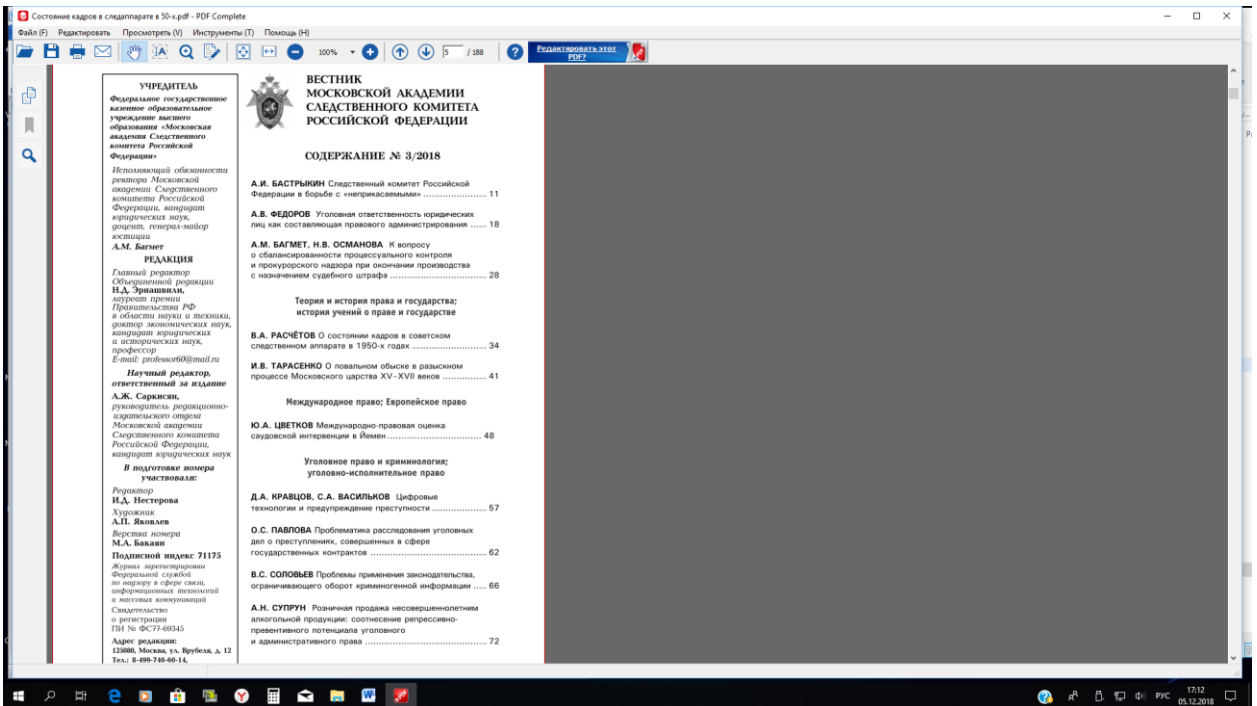 Состояние кадров в следаппарате в 50-х.pdf - PDF Complete
Файл (F) Редактировать Просмотреть (V) Инструменты (T) Помощь (H)
100%
5 / 188
Редактировать этот
PDF?
УЧРЕДИТЕЛЬ
Федеральное государственное
казенное образовательное
учреждение высшего
образования «Московская
академия Следственного
комитета Российской
Федерации»
Исполняющий обязанности
ректора Московской
академии Следственного
комитета Российской
Федерации, кандидат
юридических наук,
доцент, генерал-майор
юстиции
А.М. Багмет
РЕДАКЦИЯ
Главный редактор
Объединенной редакции
Н.Д. Эриашвили,
лауреат премии
Правительства РФ
в области науки и техники,
доктор экономических наук,
кандидат юридических
и исторических наук,
профессор
E-mail: professor60@mail.ru
Научный редактор,
ответственный за издание
А.Ж. Саркисян,
руководитель редакционно-
издательского отдела
Московской академии
Следственного комитета
Российской Федерации,
кандидат юридических наук
В подготовке номера
участвовали:
Редактор
И.Д. Нестерова
Художник
А.П. Яковлев
Верстка номера
М.А. Бакаян
Подписной индекс 71175
Журнал зарегистрирован
Федеральной службой
по надзору в сфере связи,
информационных технологий
и массовых коммуникаций
Свидетельство
о регистрации
ПИ № ФС77-69345
Адрес редакции:
125080, Москва, ул. Врубеля, д. 12
Тел.: 8-499-740-60-14,
ВЕСТНИК
МОСКОВСКОЙ АКАДЕМИИ
СЛЕДСТВЕННОГО КОМИТЕТА
РОССИЙСКОЙ ФЕДЕРАЦИИ
СОДЕРЖАНИЕ № 3/2018
А.И. БАСТРЫКИН Следственный комитет Российской
Федерации в борьбе с «неприкасаемыми» ........................ 11
А.В. ФЕДОРОВ Уголовная ответственность юридических
лиц как составляющая правового администрирования ...... 18
А.М. БАГМЕТ, Н.В. ОСМАНОВА К вопросу
о сбалансированности процессуального контроля
и прокурорского надзора при окончании производства
с назначением судебного штрафа .................................... 28
Теория и история права и государства;
история учений о праве и государстве
В.А. РАСЧЁТОВ О состоянии кадров в советском
следственном аппарате в 1950-х годах ............................ 34
И.В. ТАРАСЕНКО О повальном обыске в разыскном
процессе Московского царства XV–XVII веков ................. 41
Международное право; Европейское право
Ю.А. ЦВЕТКОВ Международно-правовая оценка
саудовской интервенции в Йемен ................................... 48
Уголовное право и криминология;
уголовно-исполнительное право
Д.А. КРАВЦОВ, С.А. ВАСИЛЬКОВ Цифровые
технологии и предупреждение преступности .................... 57
О.С. ПАВЛОВА Проблематика расследования уголовных
дел о преступлениях, совершенных в сфере
государственных контрактов ........................................... 62
В.С. СОЛОВЬЕВ Проблемы применения законодательства,
ограничивающего оборот криминогенной информации ..... 66
А.Н. СУПРУН Розничная продажа несовершеннолетним
алкогольной продукции: соотнесение репрессивно-
превентивного потенциала уголовного
и административного права ............................................. 72
РУС
17:12
05.12.2018